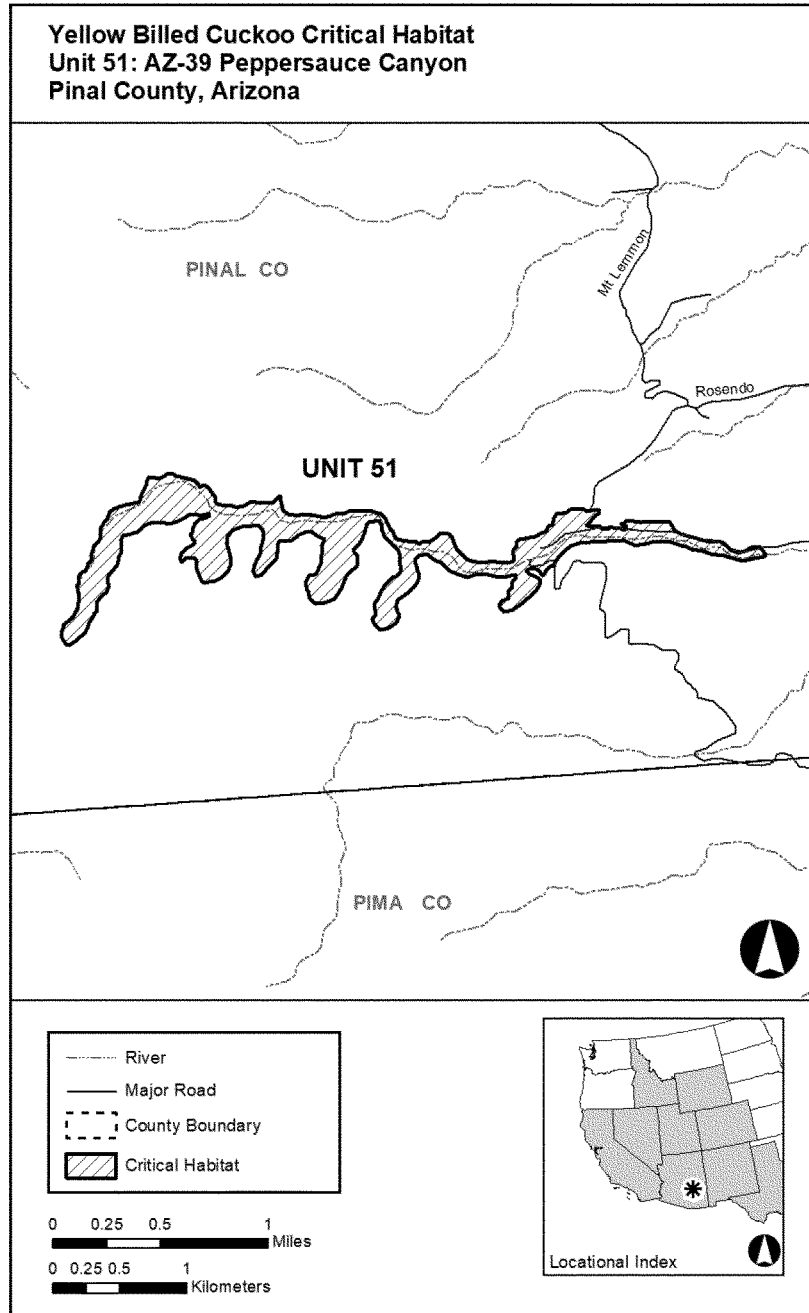 Yellow Billed Cuckoo Critical Habitat
Unit 51: AZ-39 Peppersauce Canyon
Pinal County, Arizona
PINAL CO
Mt Lemmon
Rosendo
UNIT 51
PIMA CO
River
Major Road
County Boundary
Critical Habitat
0 0.25 0.5 1
Miles
0 0.25 0.5 1
Kilometers
Locational Index